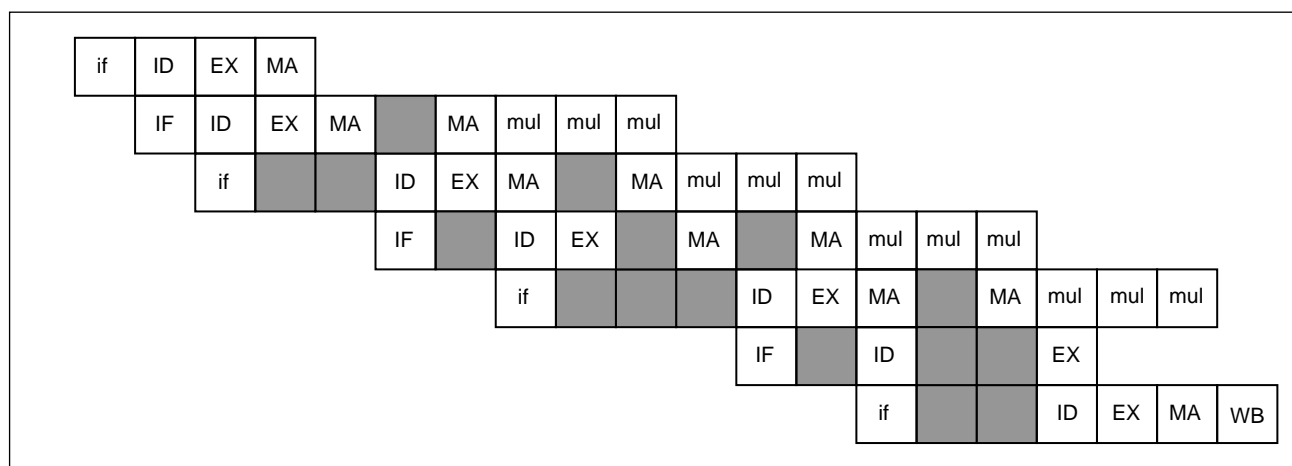 if ID EX MA
IF ID EX MA MA mul mul mul
if ID EX MA MA mul mul mul
IF ID EX MA MA mul mul mul
if ID EX MA MA mul mul mul
IF ID EX
if ID EX MA WB